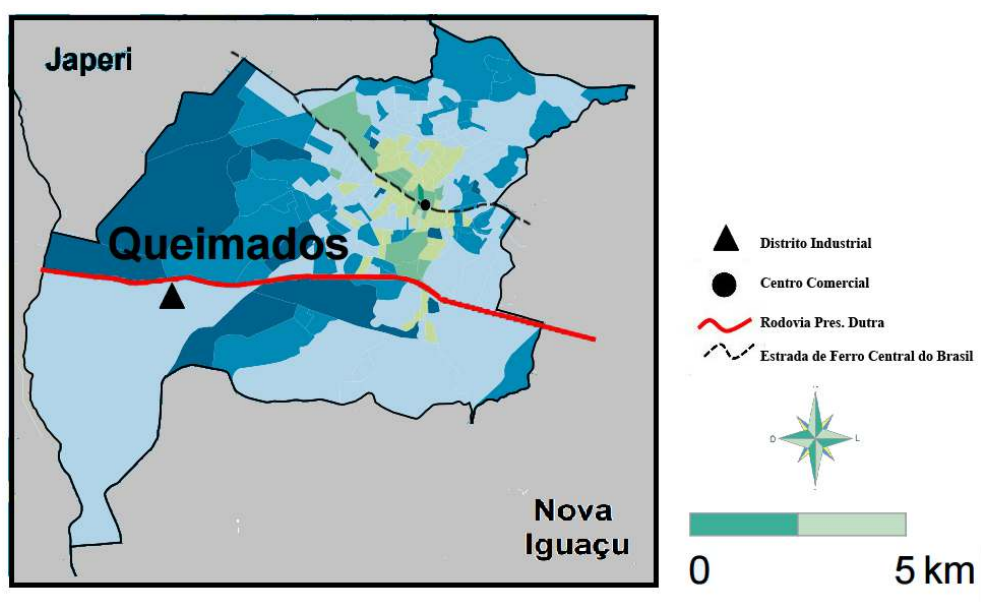 Japeri
Queimados
Nova
Iguaçu
Distrito Industrial
Centro Comercial
Rodovia Pres. Dutra
Estrada de Ferro Central do Brasil
O
L
0
5 km